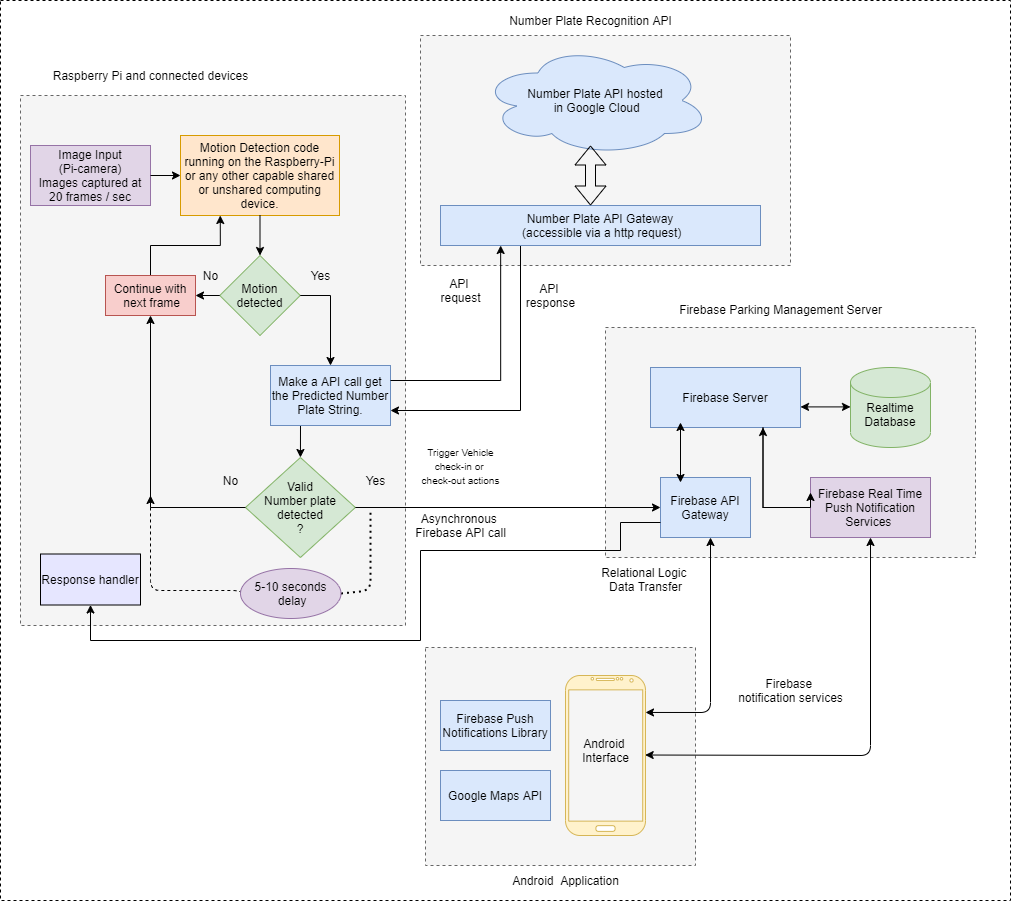 Number Plate Recognition API
Raspberry Pi and connected devices
Number Plate API hosted
in Google Cloud
Image Input
(Pi-camera)
Images captured at
20 frames / sec
Motion Detection code
running on the Raspberry-Pi
or any other capable shared
or unshared computing
device.
Number Plate API Gateway
(accessible via a http request)
No
Yes
Continue with
next frame
Motion
detected
API
request
API
response
Firebase Parking Management Server
Make a API call get
the Predicted Number
Plate String.
Firebase Server
Realtime
Database
Trigger Vehicle
check-in or
check-out actions
No
Yes
Valid
Number plate
detected
?
Firebase API
Gateway
Firebase Real Time
Push Notification
Services
Asynchronous
Firebase API call
Response handler
5-10 seconds
delay
Relational Logic
Data Transfer
Firebase
notification services
Firebase Push
Notifications Library
Android
Interface
Google Maps API
Android  Application